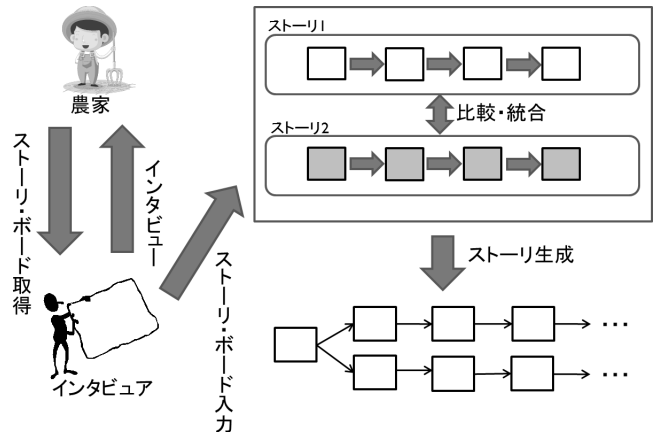 農家
ストーリ・ボード取得
インタビュー
インタビュア
ストーリ・ボード入力
ストーリ1
比較・統合
ストーリ2
ストーリ生成
…
…